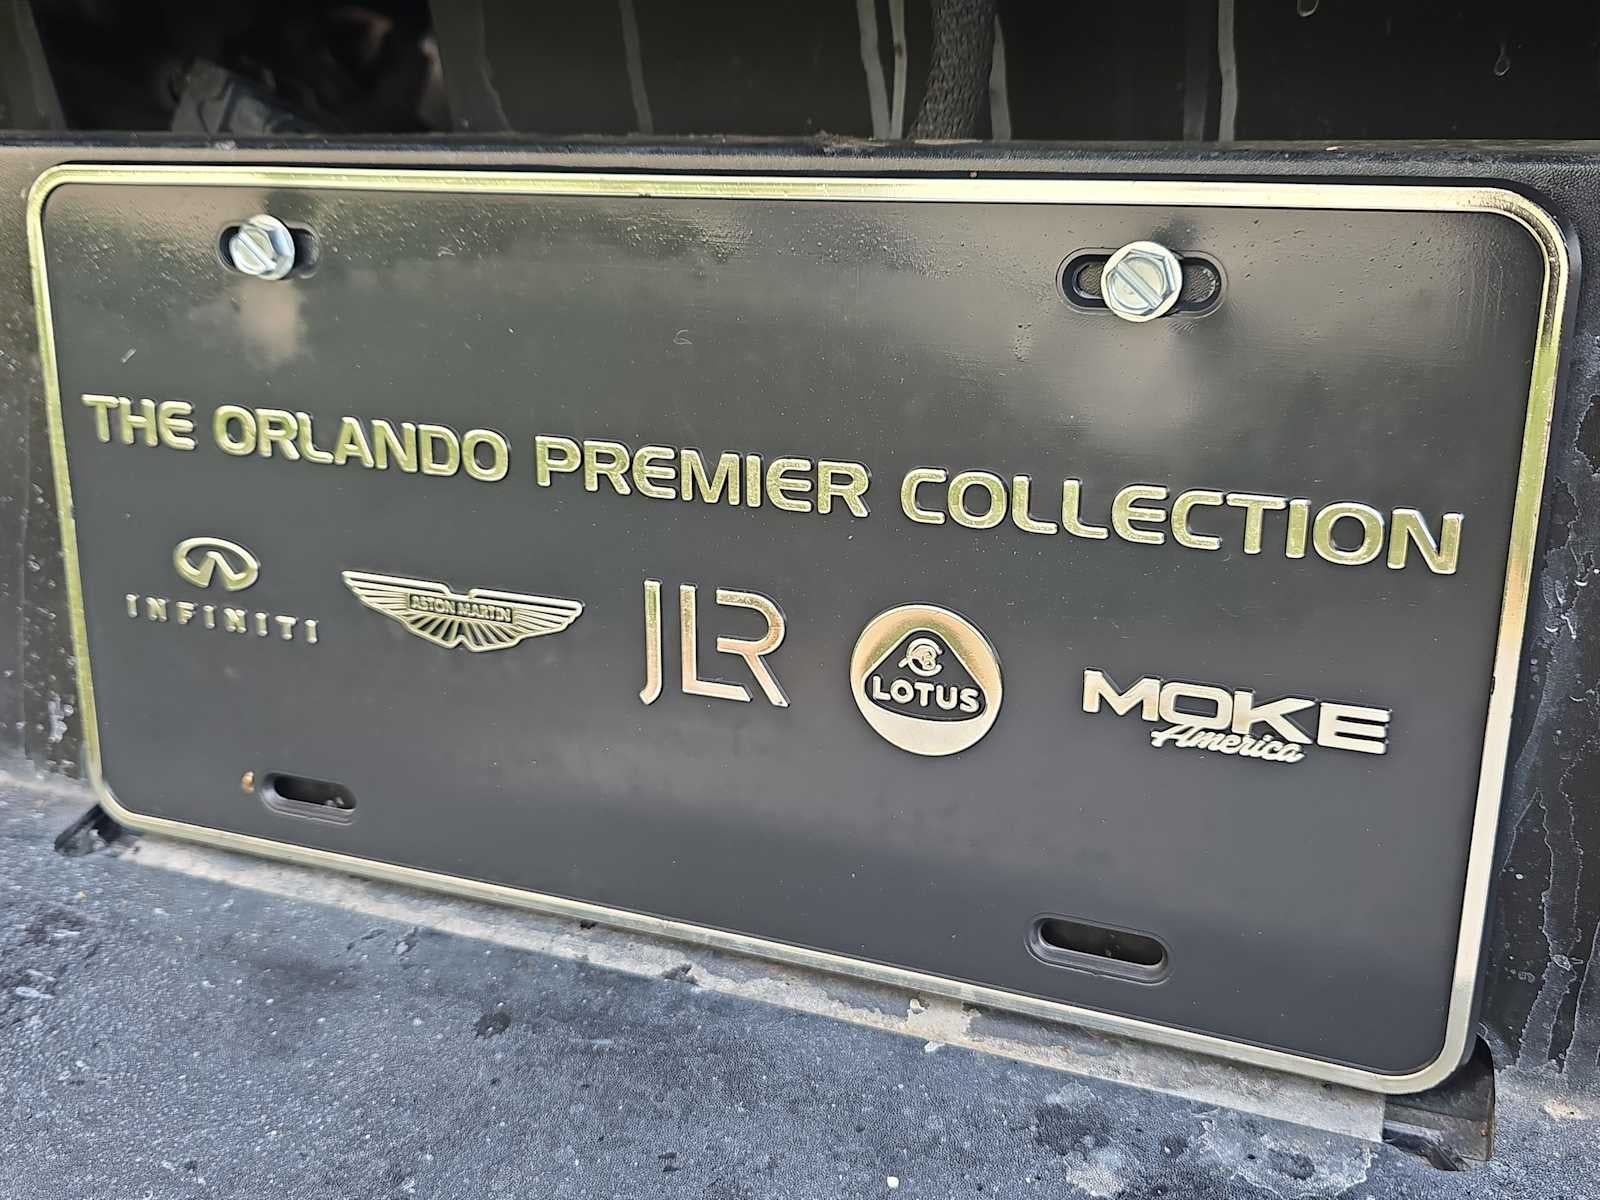 THE ORLANDO PREMIER COLLECTION
INFINITI
ASTON MARTIN
JLR
LOTUS
MOKE
America